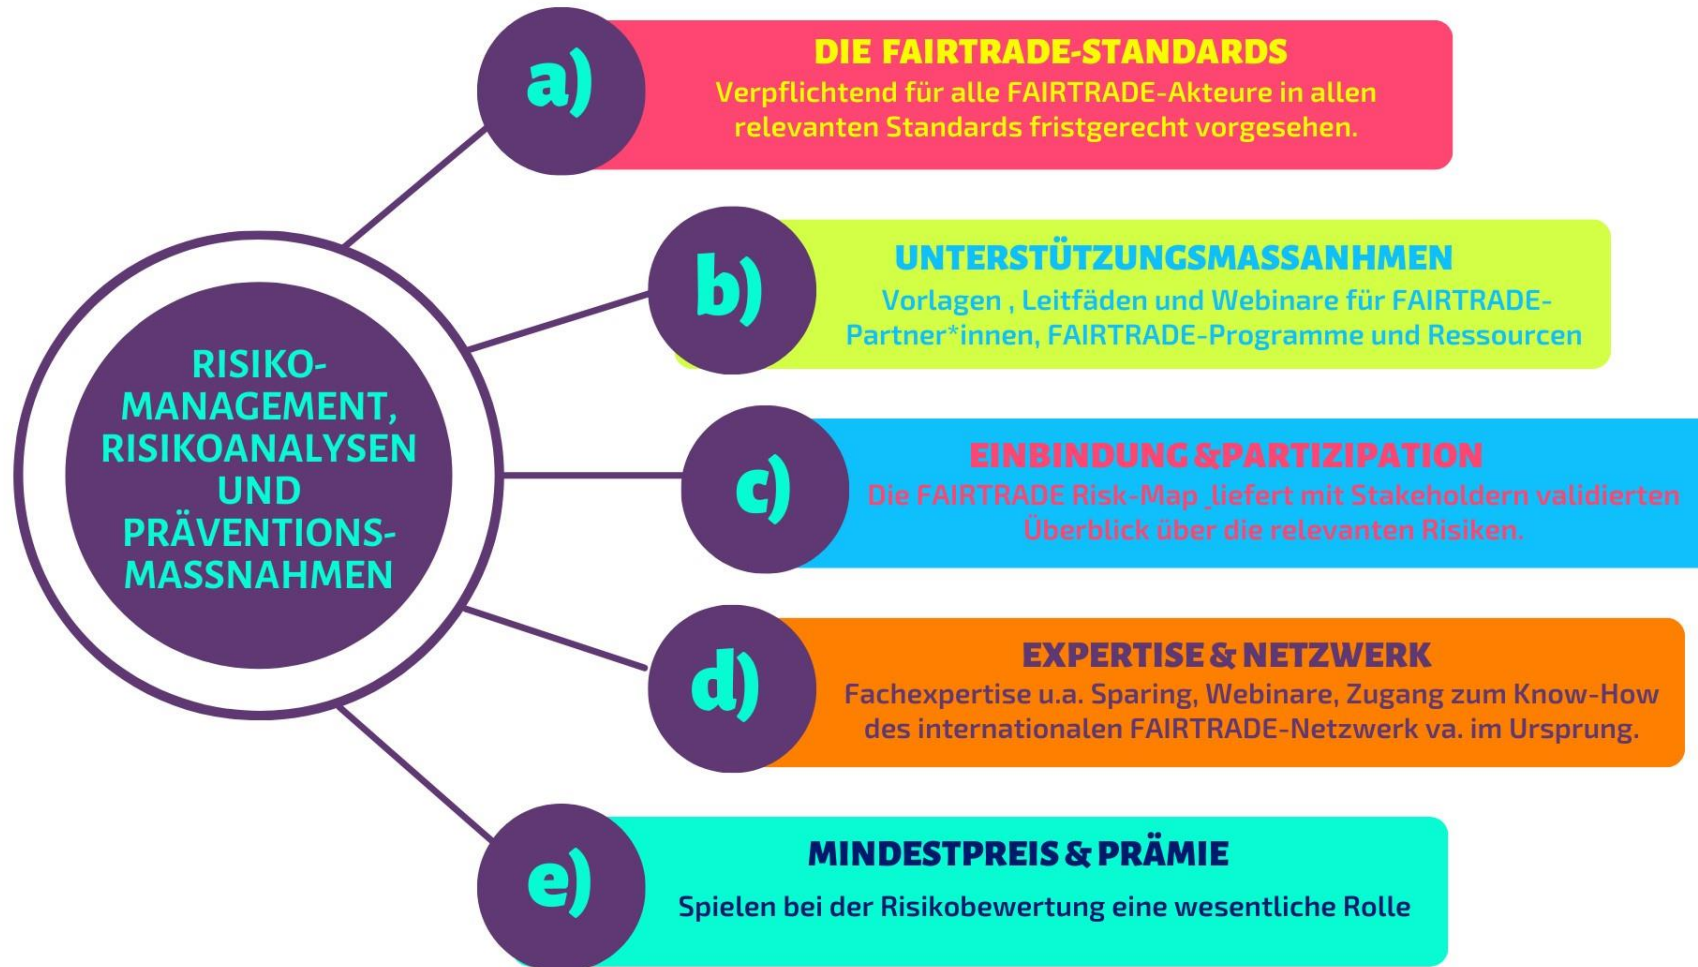 RISIKO-
MANAGEMENT,
RISIKOANALYSEN
UND
PRÄVENTIONS-
MASSNAHMEN
a)
DIE FAIRTRADE-STANDARDS
Verpflichtend für alle FAIRTRADE-Akteure in allen
relevanten Standards fristgerecht vorgesehen.
b)
UNTERSTÜTZUNGSMASSANHMEN
Vorlagen , Leitfäden und Webinare für FAIRTRADE-
Partner*innen, FAIRTRADE-Programme und Ressourcen
c)
EINBINDUNG &PARTIZIPATION
Die FAIRTRADE Risk-Map _liefert mit Stakeholdern validierten
Überblick über die relevanten Risiken.
d)
EXPERTISE & NETZWERK
Fachexpertise u.a. Sparing, Webinare, Zugang zum Know-How
des internationalen FAIRTRADE-Netzwerk va. im Ursprung.
e)
MINDESTPREIS & PRÄMIE
Spielen bei der Risikobewertung eine wesentliche Rolle